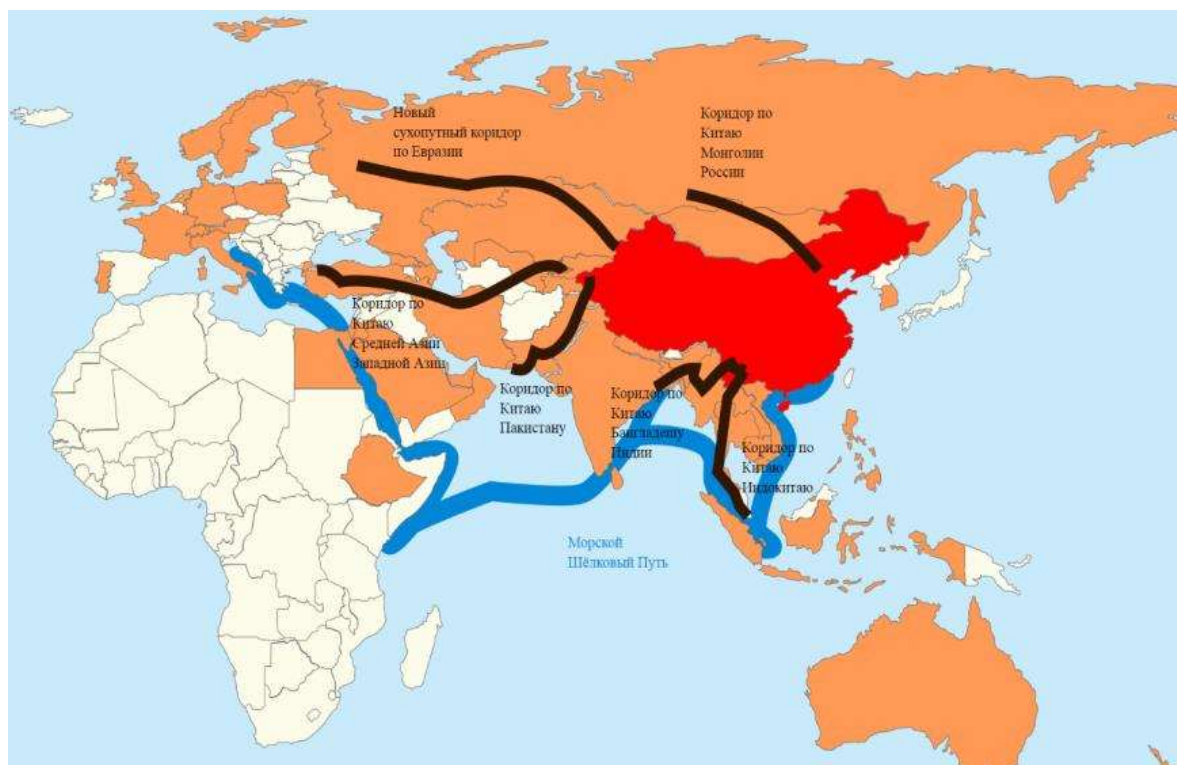 Новый
сухопутный коридор
по Евразии
Коридор по
Китаю
Монголии
России
Коридор по
Китаю
Средней Азии
Западной Азии
Коридор по
Китаю
Пакистану
Коридор по
Китаю
Бангладешу
Индии
Коридор по
Китаю
Индокитаю
Морской
Шёлковый Путь